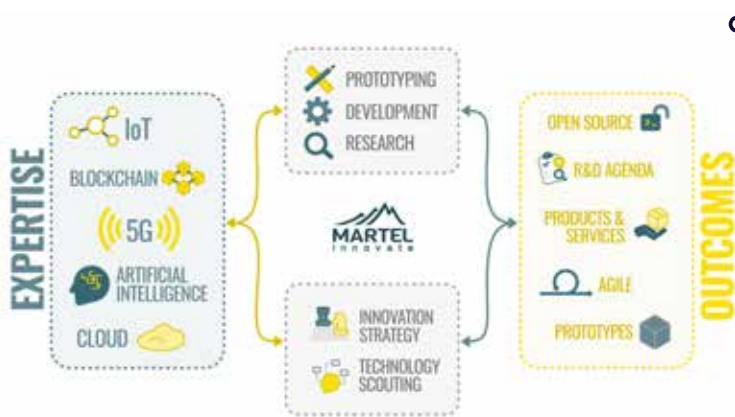 EXPERTISE
IoT
BLOCKCHAIN
5G
ARTIFICIAL
INTELLIGENCE
CLOUD
PROTOTYPING
DEVELOPMENT
RESEARCH
MARTEL
innovate
INNOVATION
STRATEGY
TECHNOLOGY
SCOUTING
OPEN SOURCE
R&D AGENDA
PRODUCTS &
SERVICES
AGILE
PROTOTYPES
OUTCOMES